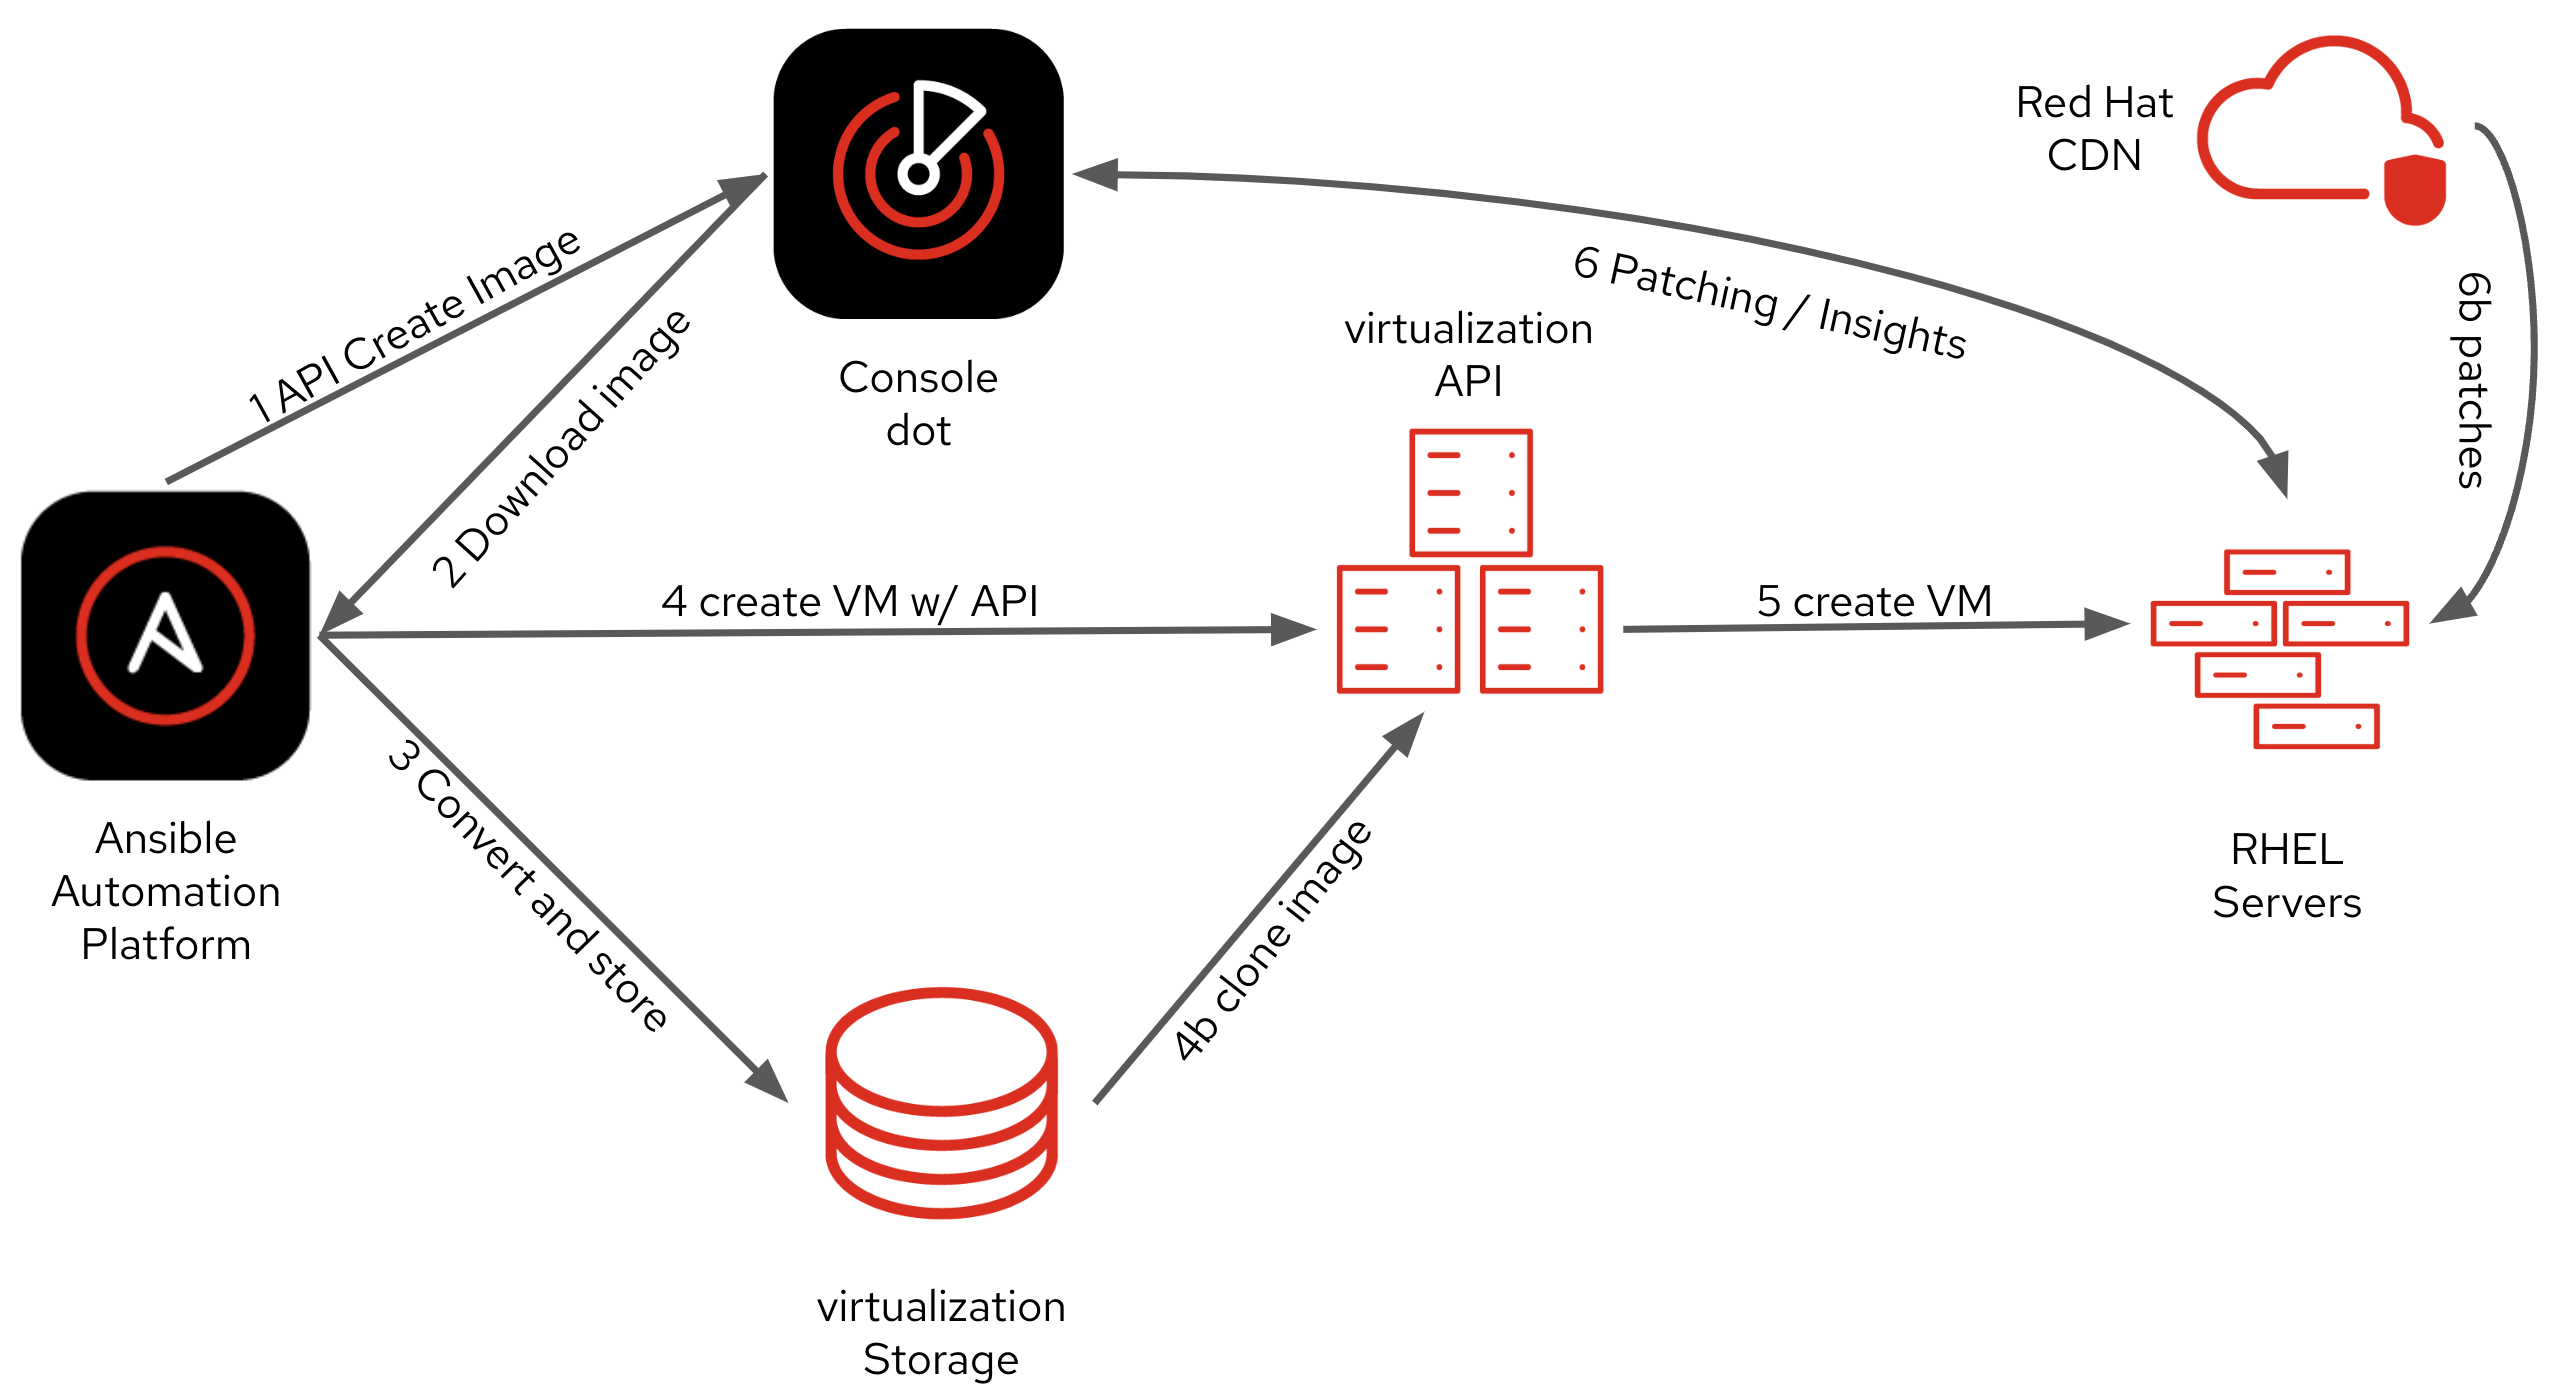 Red Hat
CDN
1 API Create Image
2 Download image
Console
dot
6 Patching / Insights
6b patches
virtualization
API
4 create VM w/ API
5 create VM
Ansible
Automation
Platform
3 Convert and store
4b clone image
RHEL
Servers
virtualization
Storage